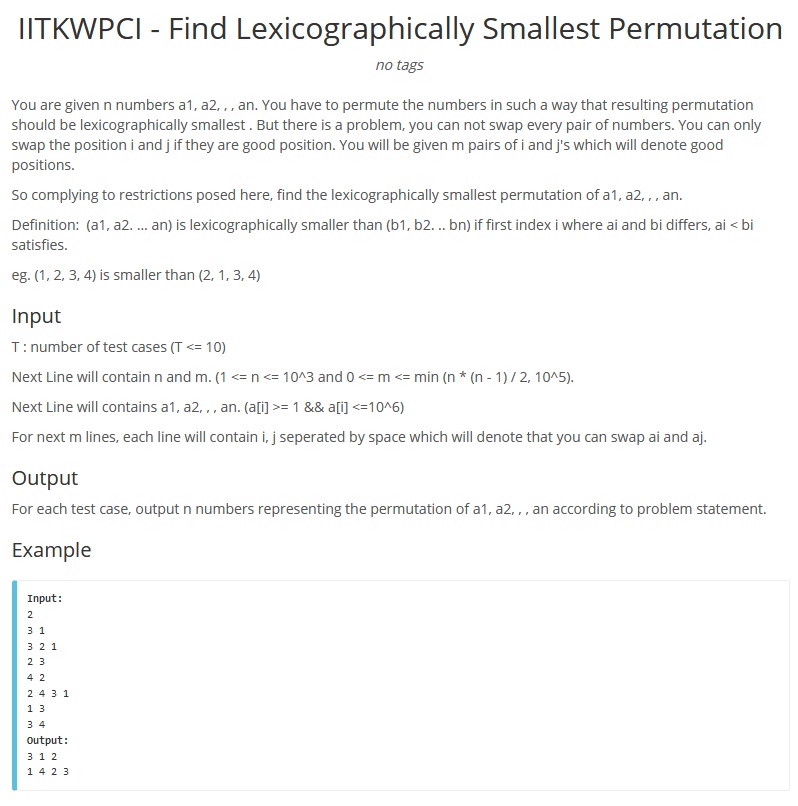 IITKWPCI - Find Lexicographically Smallest Permutation
no tags
You are given n numbers a1, a2, , , an. You have to permute the numbers in such a way that resulting permutation
should be lexicographically smallest . But there is a problem, you can not swap every pair of numbers. You can only
swap the position i and j if they are good position. You will be given m pairs of i and j's which will denote good
positions.
So complying to restrictions posed here, find the lexicographically smallest permutation of a1, a2, , , an.
Definition:  (a1, a2. ... an) is lexicographically smaller than (b1, b2. .. bn) if first index i where ai and bi differs, ai < bi
satisfies.
eg. (1, 2, 3, 4) is smaller than (2, 1, 3, 4)
Input
T : number of test cases (T <= 10)
Next Line will contain n and m. (1 <= n <= 10^3 and 0 <= m <= min (n * (n - 1) / 2, 10^5).
Next Line will contains a1, a2, , , an. (a[i] >= 1 && a[i] <=10^6)
For next m lines, each line will contain i, j seperated by space which will denote that you can swap ai and aj.
Output
For each test case, output n numbers representing the permutation of a1, a2, , , an according to problem statement.
Example
Input:
2
3 1
3 2 1
2 3
4 2
2 4 3 1
1 3
3 4
Output:
3 1 2
1 4 2 3